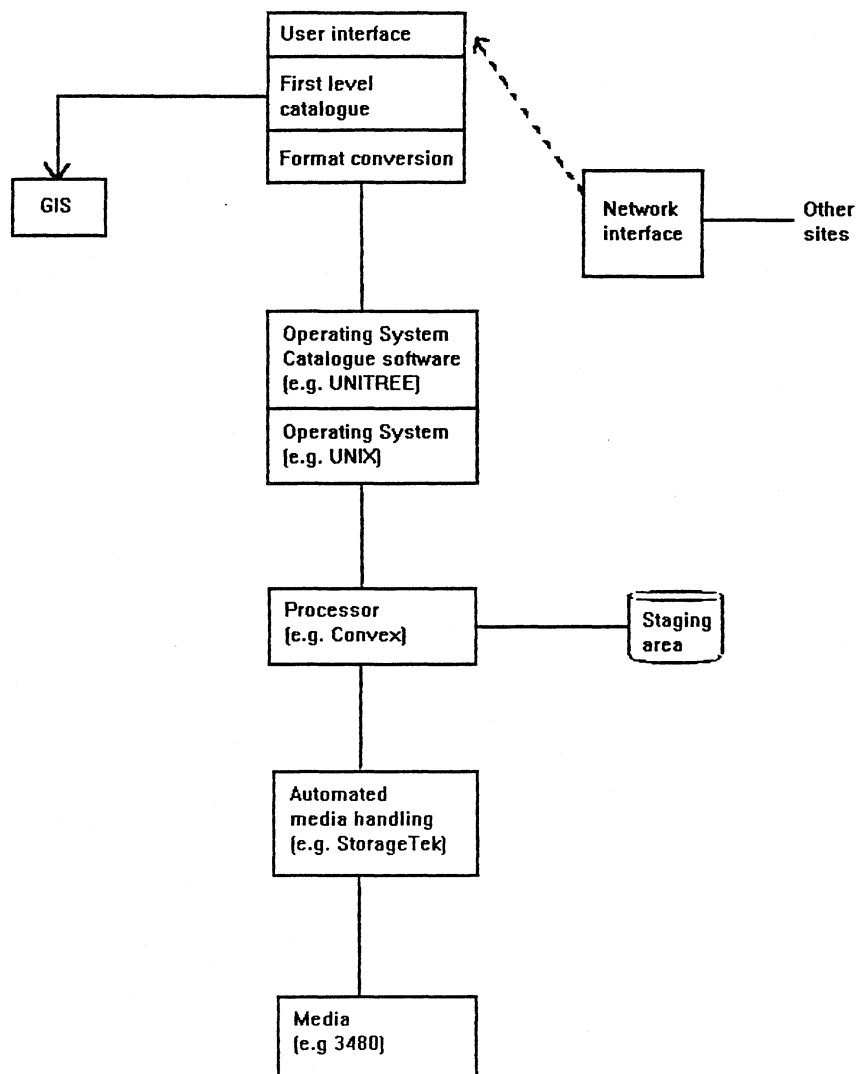 User interface
First level
catalogue
Format conversion
GIS
Network
interface
Other
sites
Operating System
Catalogue software
(e.g. UNITREE)
Operating System
(e.g. UNIX)
Processor
(e.g. Convex)
Staging
area
Automated
media handling
(e.g. StorageTek)
Media
(e.g 3480)